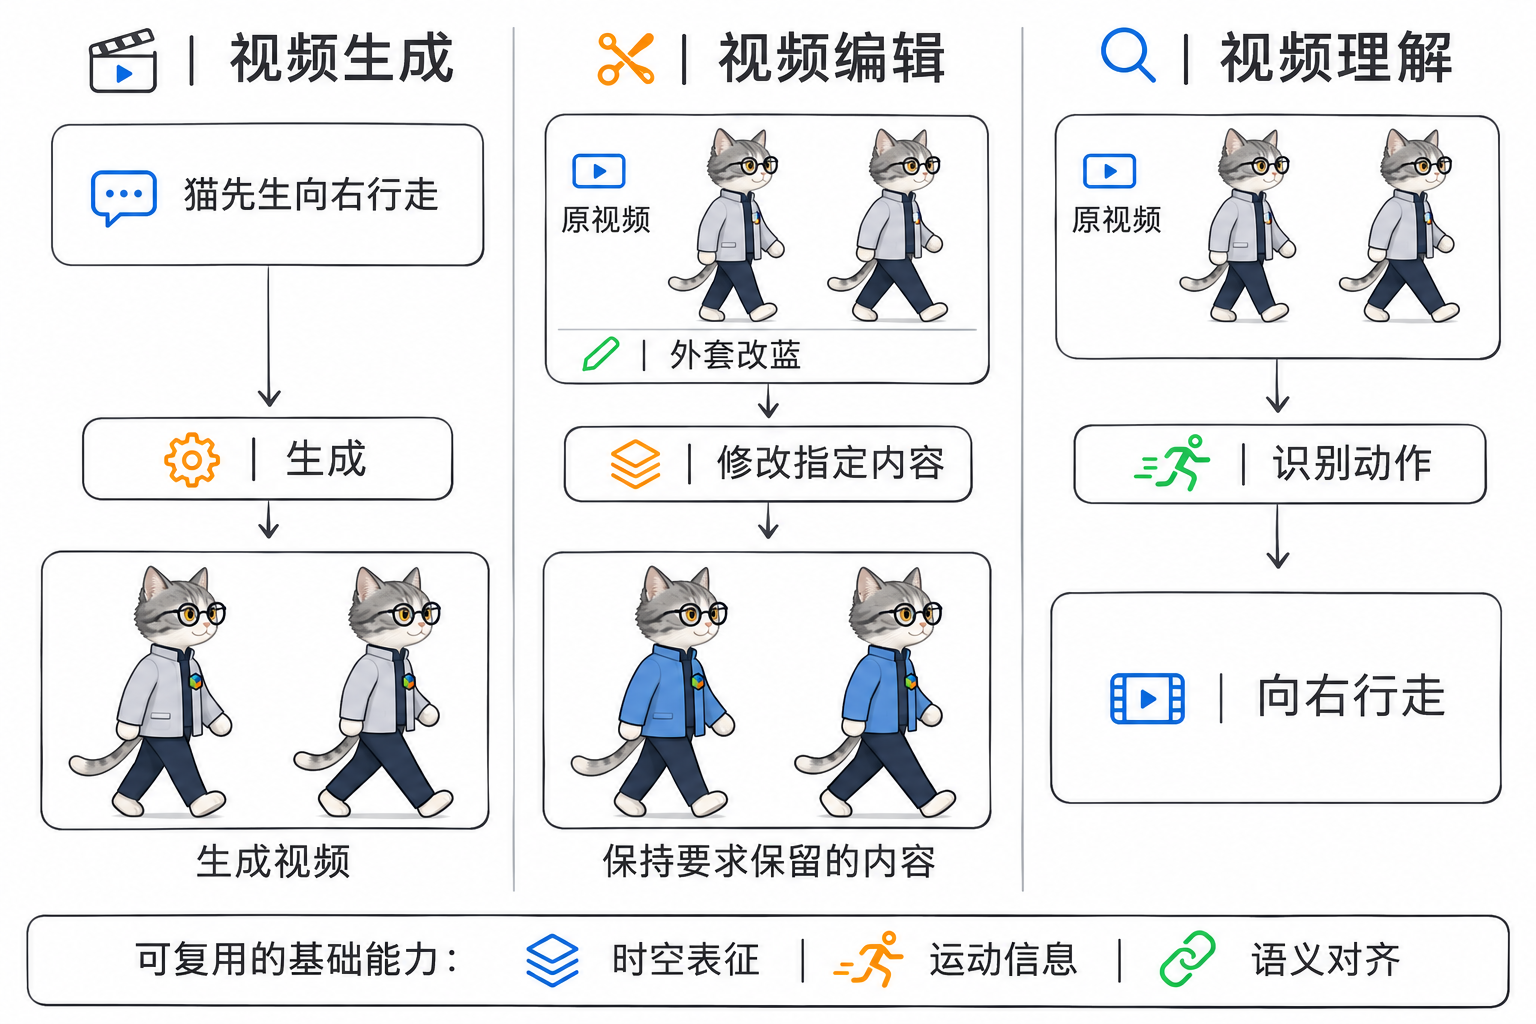 视频生成
猫先生向右行走
生成
生成视频
视频编辑
原视频
外套改蓝
修改指定内容
保持要求保留的内容
视频理解
原视频
识别动作
向右行走
可复用的基础能力： 时空表征 | 运动信息 | 语义对齐